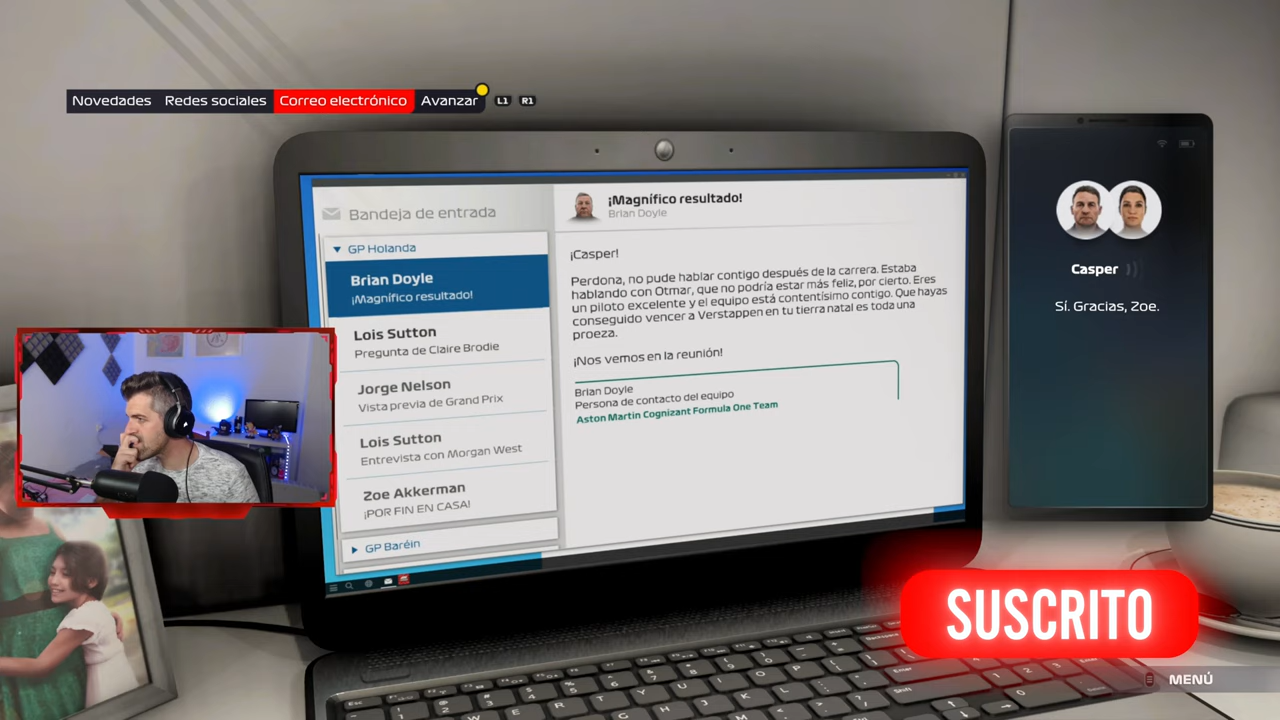 Novedades Redes sociales Correo electrónico Avanzar L1 R1
Bandeja de entrada
GP Holanda
Brian Doyle
¡Magnífico resultado!
Lois Sutton
Pregunta de Claire Brodie
Jorge Nelson
Vista previa de Grand Prix
Lois Sutton
Entrevista con Morgan West
Zoe Akkerman
¡POR FIN EN CASA!
GP Baréin
¡Magnífico resultado!
Brian Doyle
¡Casper!
Perdona, no pude hablar contigo después de la carrera. Estaba
hablando con Otmar, que no podría estar más feliz, por cierto. Eres
un piloto excelente y el equipo está contentísimo contigo. Que hayas
conseguido vencer a Verstappen en tu tierra natal es toda una
proeza.
¡Nos vemos en la reunión!
Brian Doyle
Persona de contacto del equipo
Aston Martin Cognizant Formula One Team
Casper
Sí. Gracias, Zoe.
SUSCRITO
MENÚ